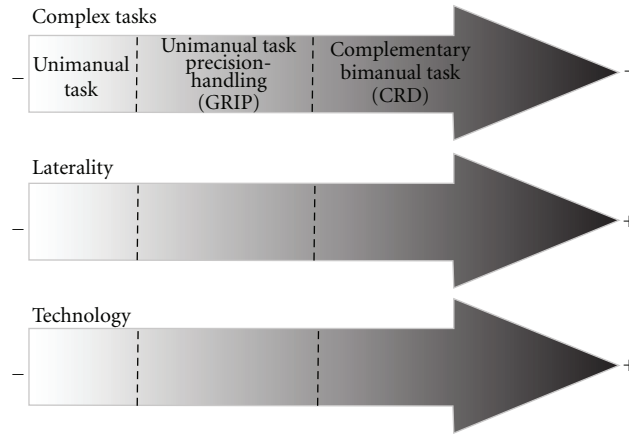 Complex tasks
Unimanual task
precision-
handling
(GRIP)
Unimanual
task
Complementary
bimanual task
(CRD)
−
Laterality
−
+
Technology
−
+